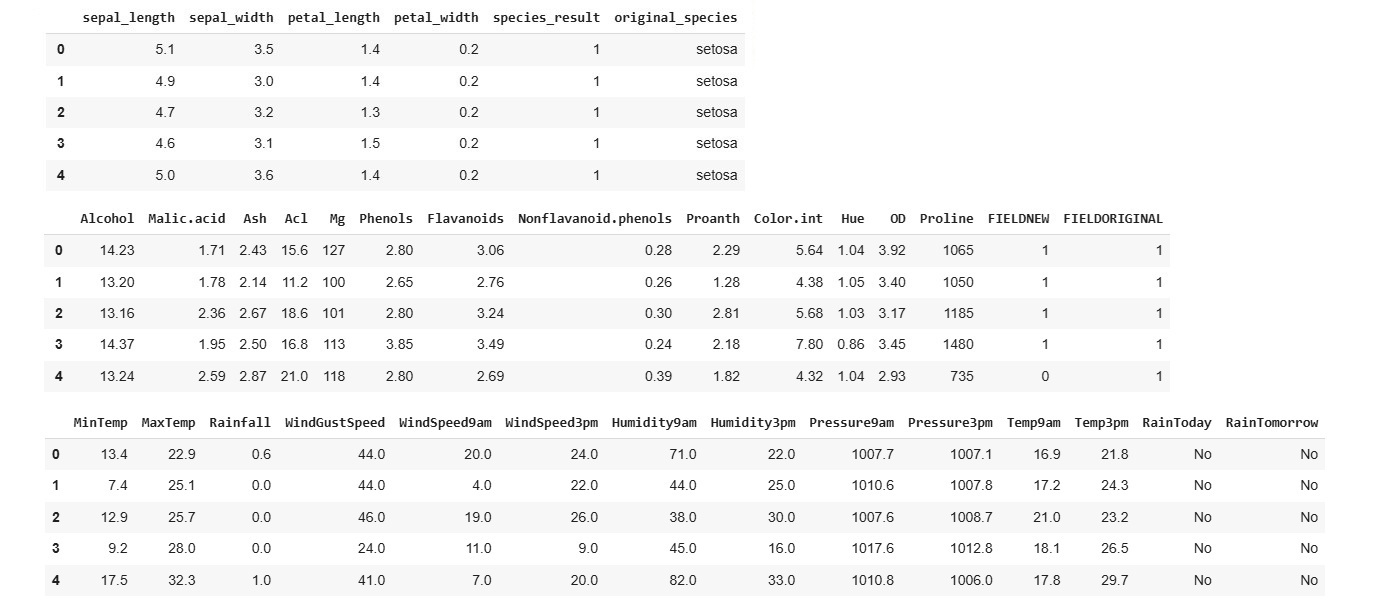 sepal_length sepal_width petal_length petal_width species_result original_species
0 5.1 3.5 1.4 0.2 1 setosa
1 4.9 3.0 1.4 0.2 1 setosa
2 4.7 3.2 1.3 0.2 1 setosa
3 4.6 3.1 1.5 0.2 1 setosa
4 5.0 3.6 1.4 0.2 1 setosa
Alcohol Malic.acid Ash Acl Mg Phenols Flavanoids Nonflavanoid.phenols Proanth Color.int Hue OD Proline FIELDNEW FIELDORIGINAL
0 14.23 1.71 2.43 15.6 127 2.80 3.06 0.28 2.29 5.64 1.04 3.92 1065 1 1
1 13.20 1.78 2.14 11.2 100 2.65 2.76 0.26 1.28 4.38 1.05 3.40 1050 1 1
2 13.16 2.36 2.67 18.6 101 2.80 3.24 0.30 2.81 5.68 1.03 3.17 1185 1 1
3 14.37 1.95 2.50 16.8 113 3.85 3.49 0.24 2.18 7.80 0.86 3.45 1480 1 1
4 13.24 2.59 2.87 21.0 118 2.80 2.69 0.39 1.82 4.32 1.04 2.93 735 0 1
MinTemp MaxTemp Rainfall WindGustSpeed WindSpeed9am WindSpeed3pm Humidity9am Humidity3pm Pressure9am Pressure3pm Temp9am Temp3pm RainToday RainTomorrow
0 13.4 22.9 0.6 44.0 20.0 24.0 71.0 22.0 1007.7 1007.1 16.9 21.8 No No
1 7.4 25.1 0.0 44.0 4.0 22.0 44.0 25.0 1010.6 1007.8 17.2 24.3 No No
2 12.9 25.7 0.0 46.0 19.0 26.0 38.0 30.0 1007.6 1008.7 21.0 23.2 No No
3 9.2 28.0 0.0 24.0 11.0 9.0 45.0 16.0 1017.6 1012.8 18.1 26.5 No No
4 17.5 32.3 1.0 41.0 7.0 20.0 82.0 33.0 1010.8 1006.0 17.8 29.7 No No